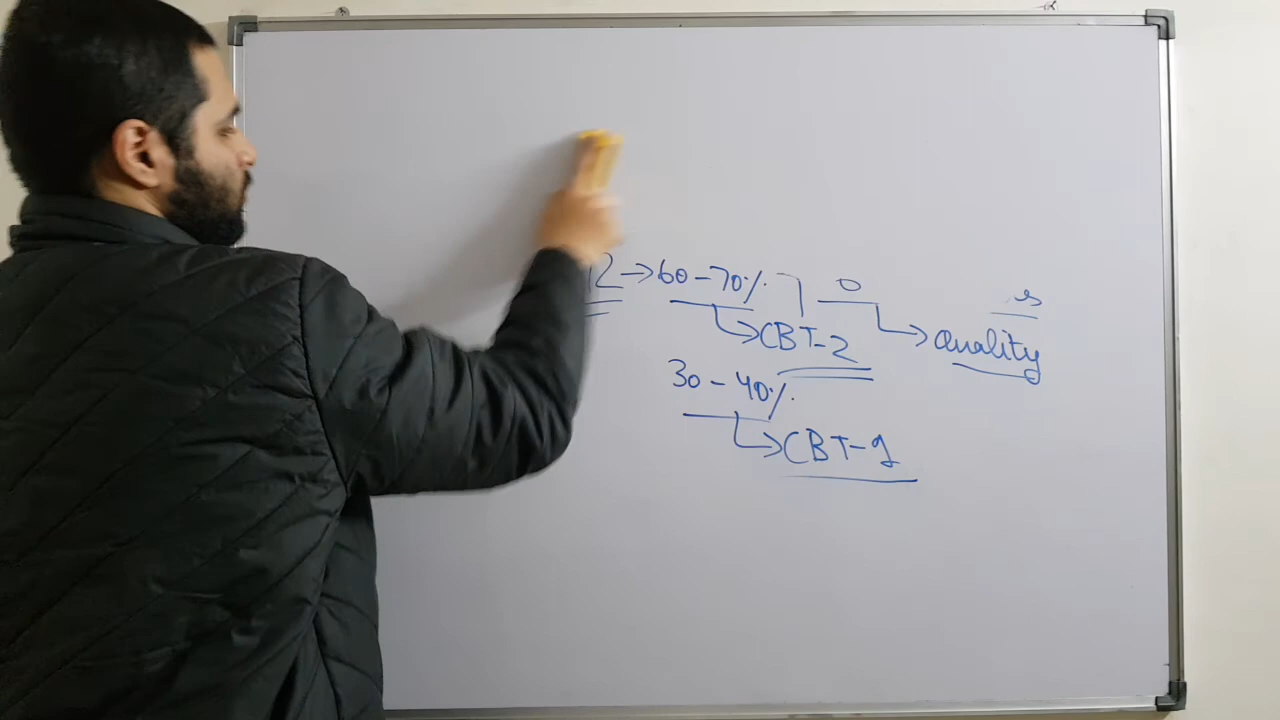 12 → 60-70%
CBT-2 → Quality
30-40%
CBT-1